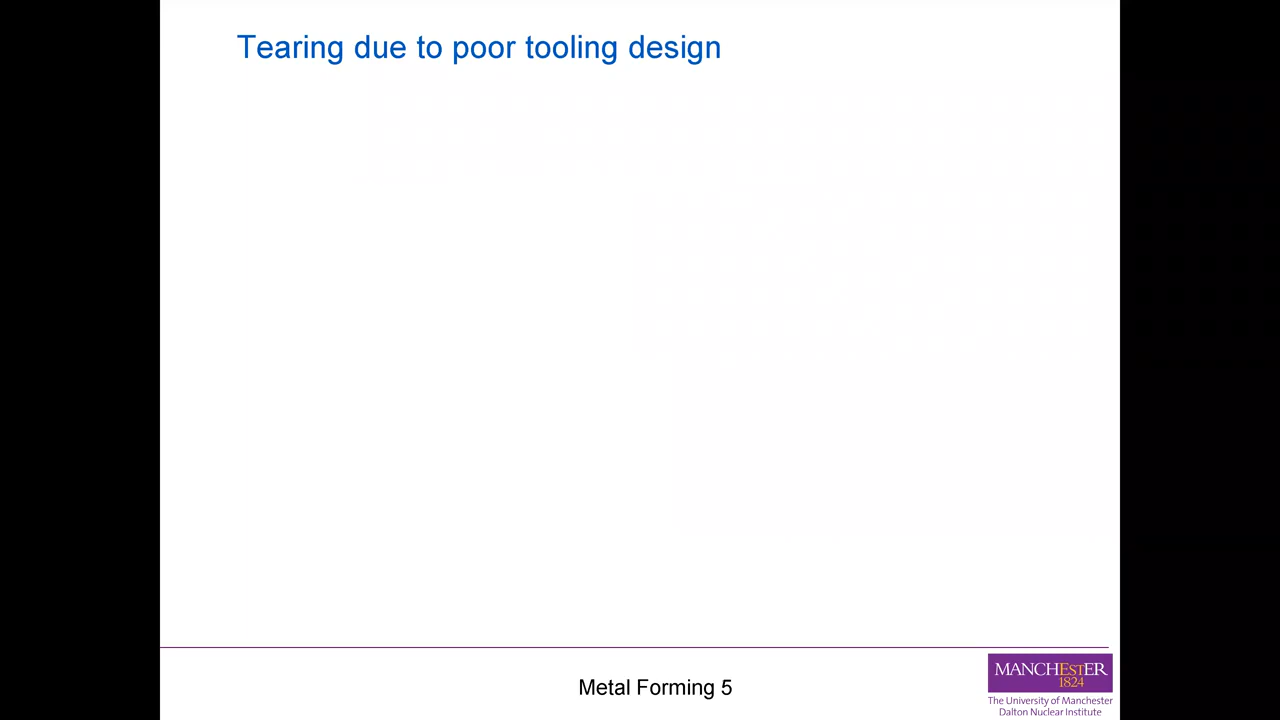 Tearing due to poor tooling design
Metal Forming 5
MANCHESTER
1824
The University of Manchester
Dalton Nuclear Institute